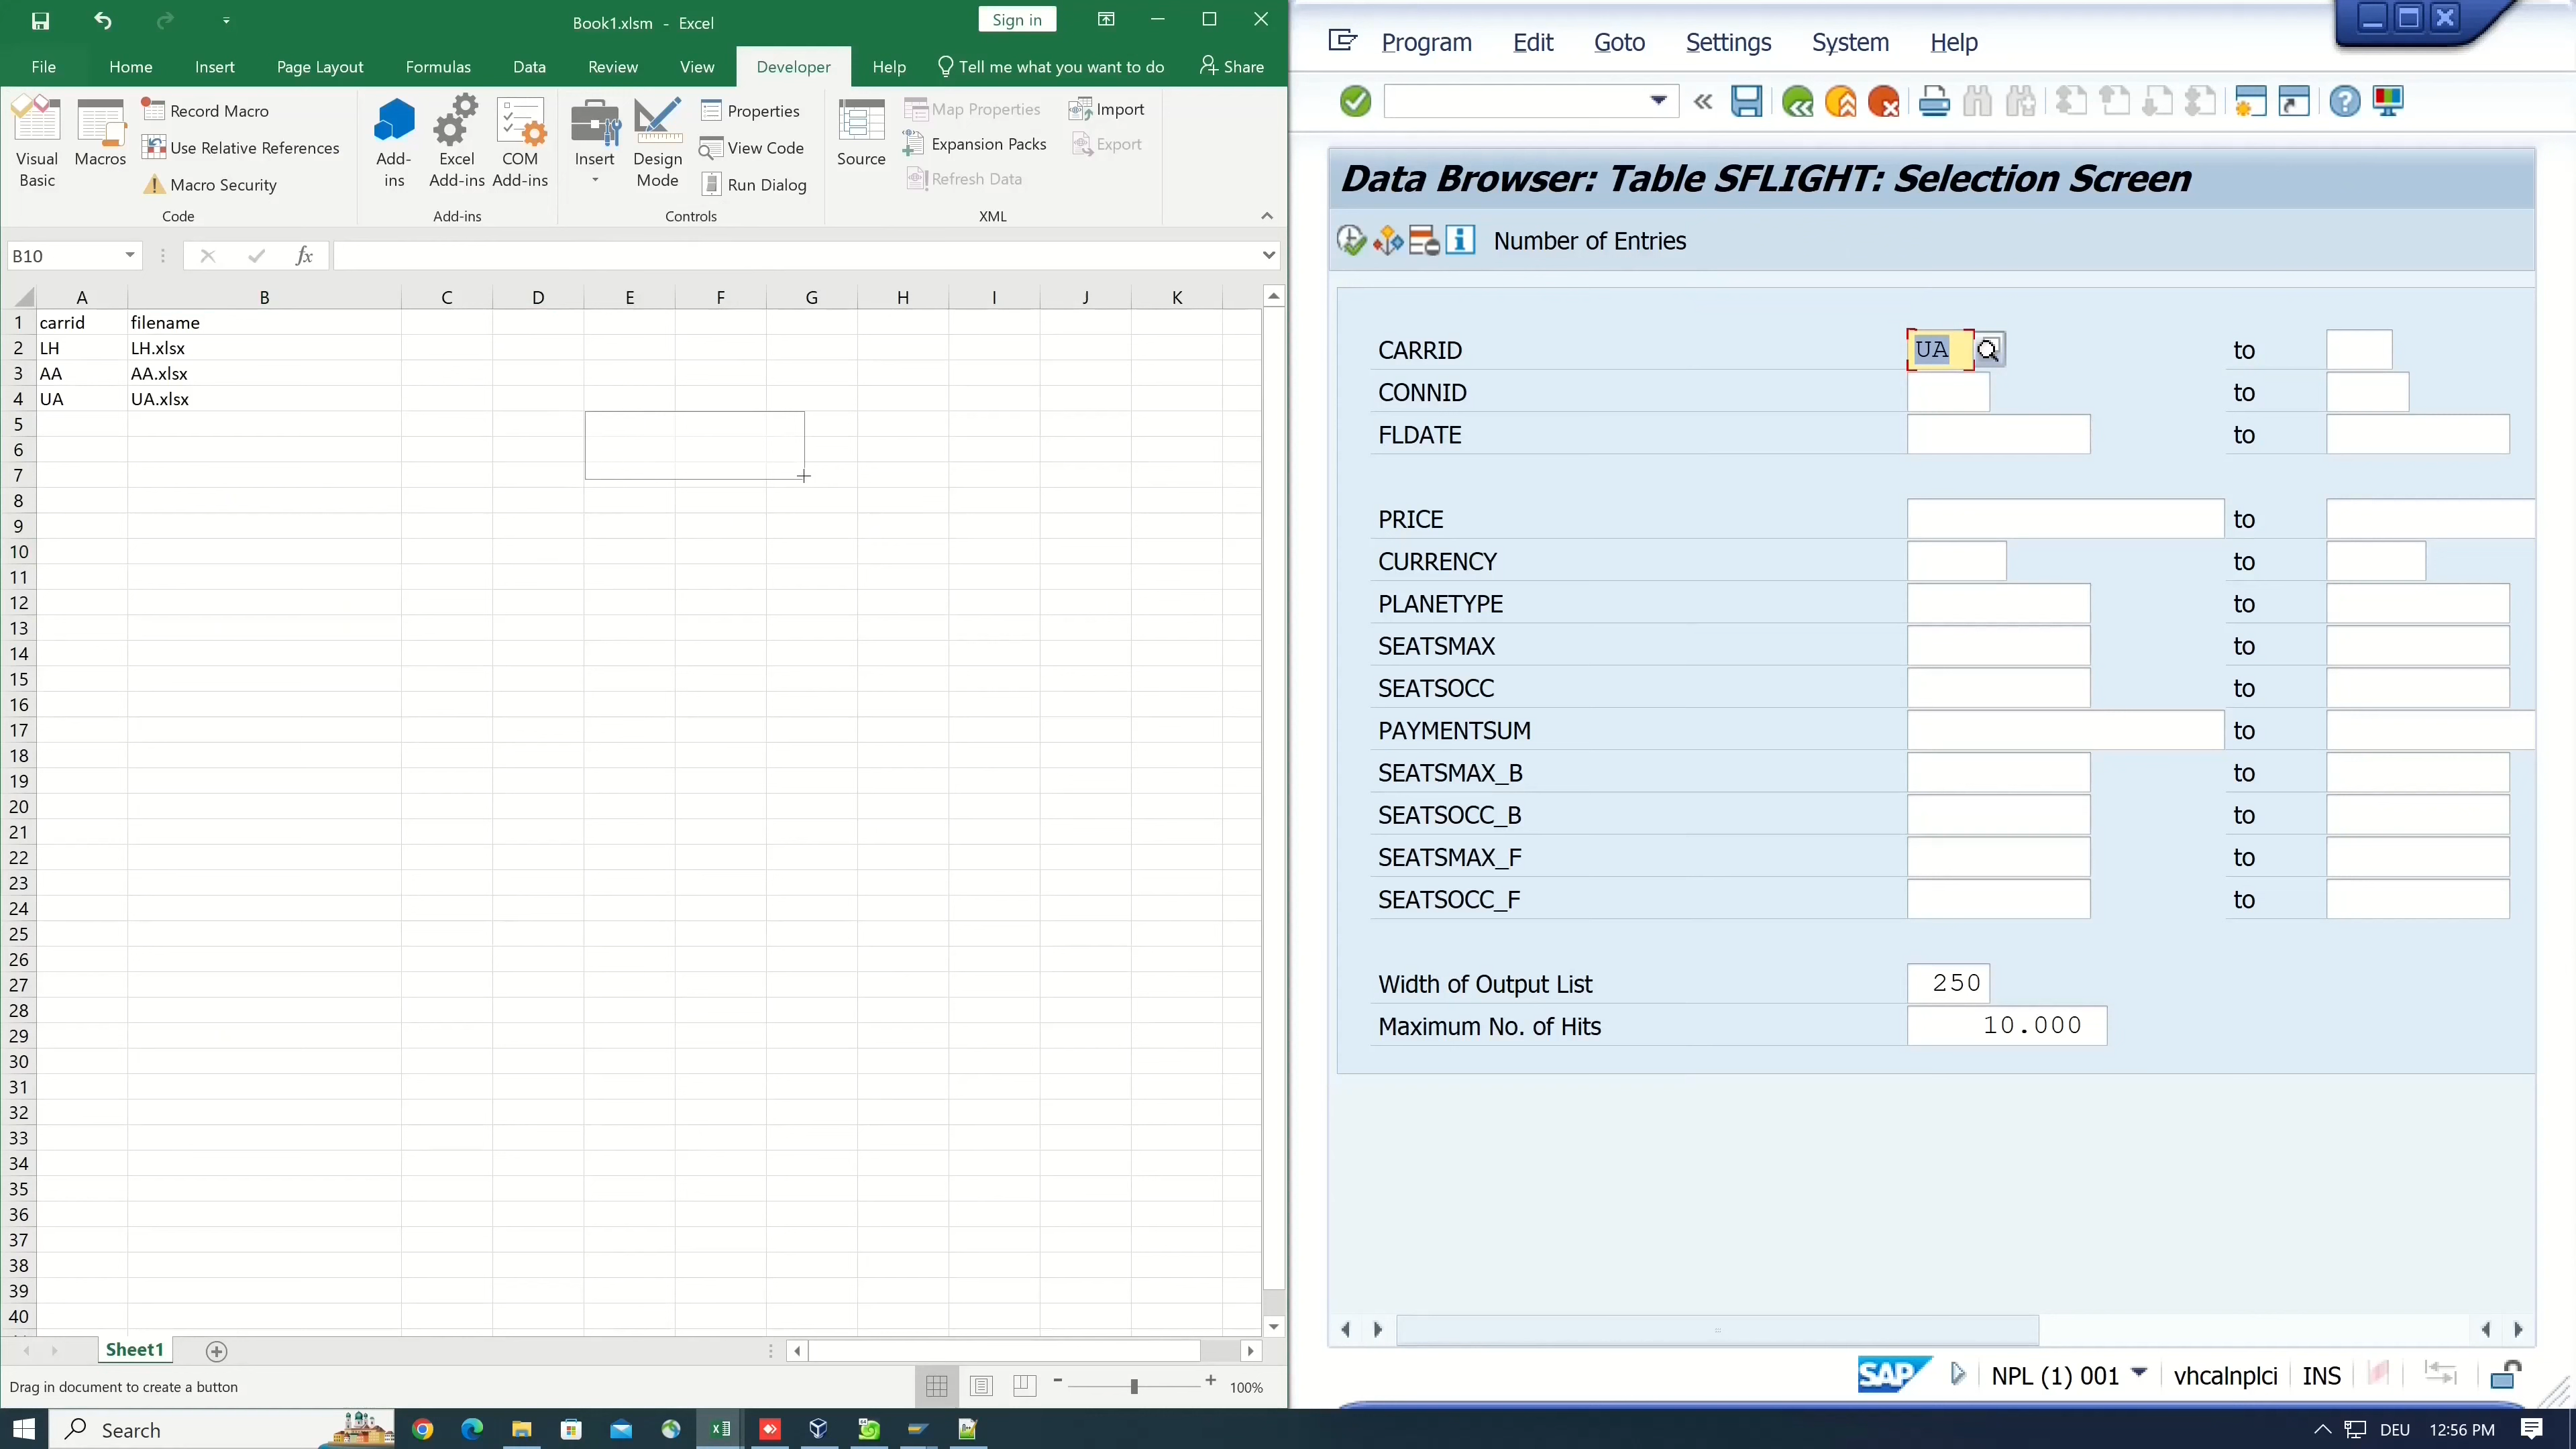 Book1.xlsm - Excel
Sign in
File Home Insert Page Layout Formulas Data Review View Developer Help Tell me what you want to do Share
Visual Basic
Macros
Record Macro
Use Relative References
Macro Security
Code
Add-ins
Excel Add-ins
COM Add-ins
Add-ins
Insert
Design Mode
Properties
View Code
Run Dialog
Controls
Source
Map Properties
Expansion Packs
Refresh Data
Import
Export
XML
B10
fx
A B C D E F G H I J K
1 carrid filename
2 LH LH.xlsx
3 AA AA.xlsx
4 UA UA.xlsx
5
6
7
8
9
10
11
12
13
14
15
16
17
18
19
20
21
22
23
24
25
26
27
28
29
30
31
32
33
34
35
36
37
38
39
40
Sheet1
Drag in document to create a button
100%
Program Edit Goto Settings System Help
Data Browser: Table SFLIGHT: Selection Screen
Number of Entries
CARRID UA to
CONNID to
FLDATE to
PRICE to
CURRENCY to
PLANETYPE to
SEATSMAX to
SEATSOCC to
PAYMENTSUM to
SEATSMAX_B to
SEATSOCC_B to
SEATSMAX_F to
SEATSOCC_F to
Width of Output List 250
Maximum No. of Hits 10.000
SAP NPL (1) 001 vhcalnplci INS
Search
DEU 12:56 PM